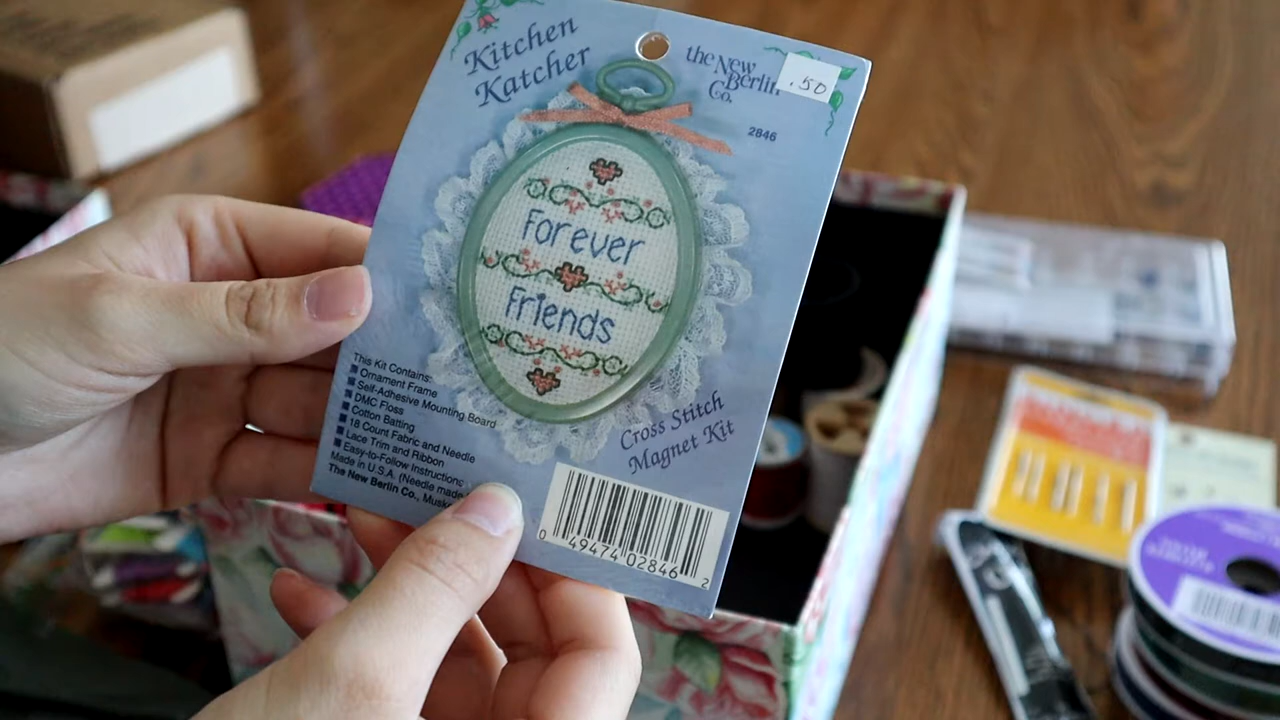 Kitchen
Katcher
the New
Berlin
Co.
.50
2846
Forever
Friends
This Kit Contains:
Ornament Frame
Self-Adhesive Mounting Board
DMC Floss
Cotton Batting
18 Count Fabric and Needle
Lace Trim and Ribbon
Easy-to-Follow Instructions
Made in U.S.A. (Needle made
The New Berlin Co.,
Cross Stitch
Magnet Kit
0 49474 02846 2